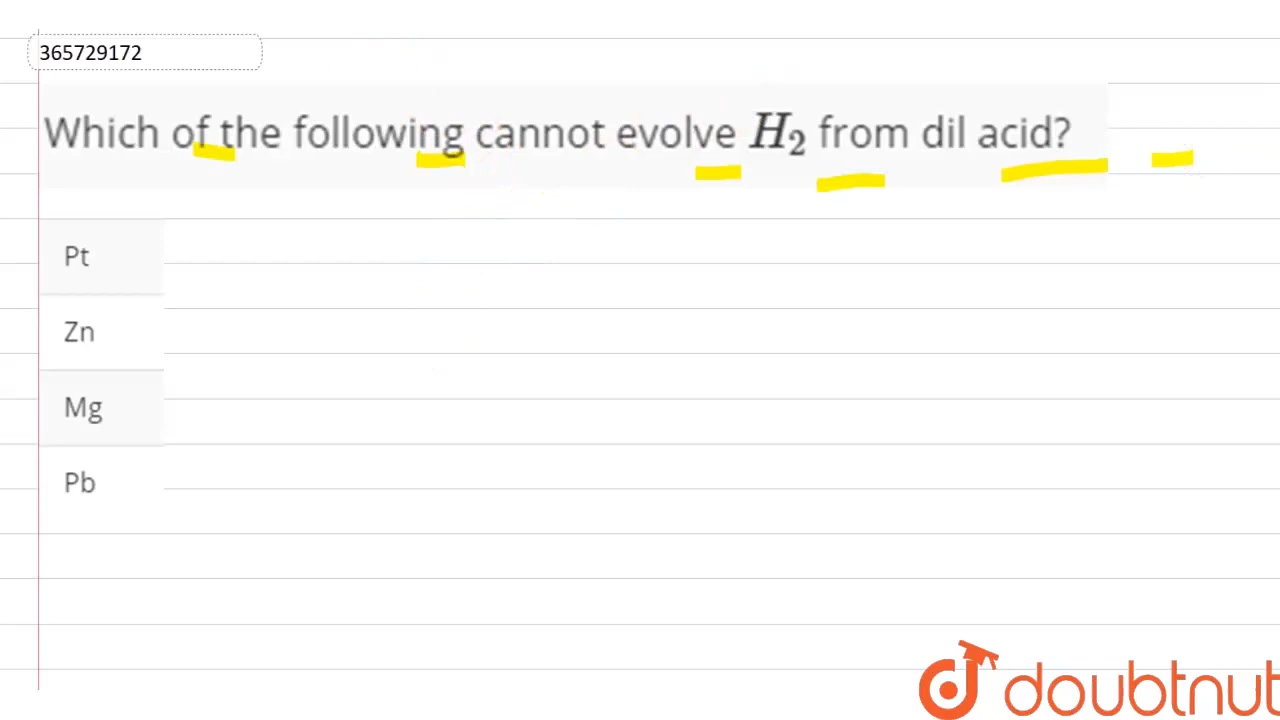 365729172
Which of the following cannot evolve H₂ from dil acid?
Pt
Zn
Mg
Pb
doubtnut